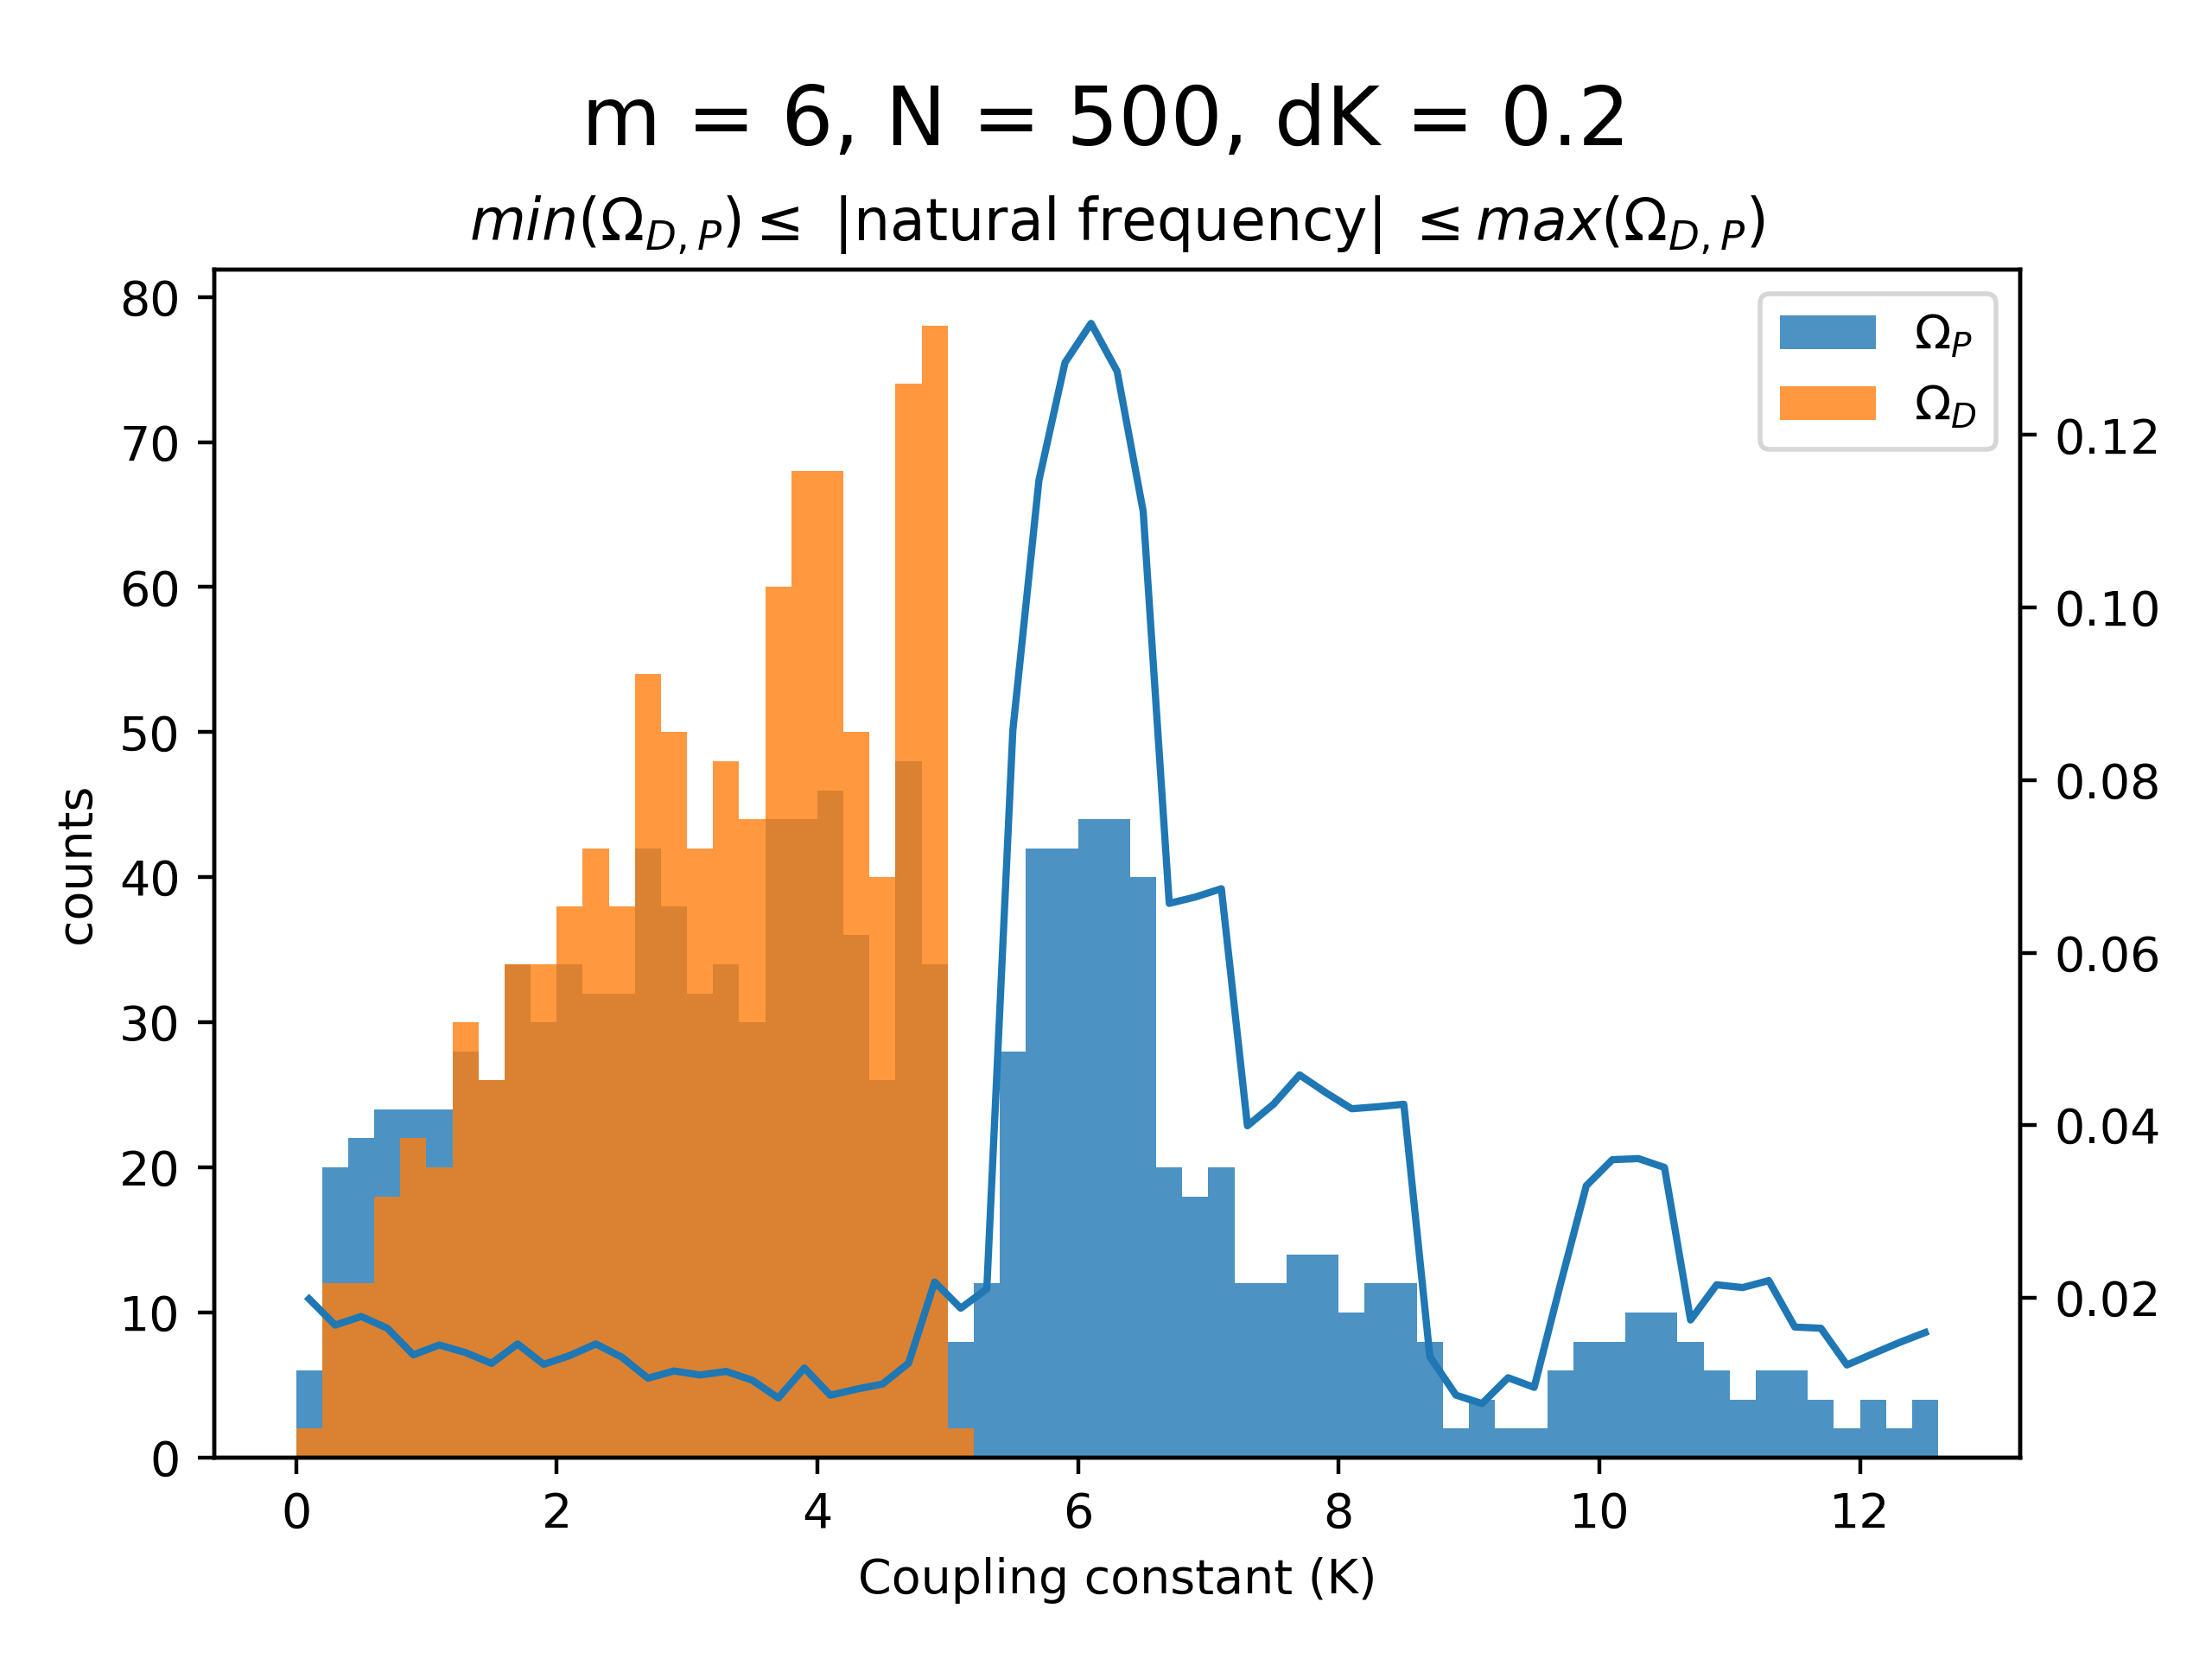 m = 6, N = 500, dK = 0.2
min(Ω_{D, P}) ≤ |natural frequency| ≤ max(Ω_{D, P})
Ω_P
Ω_D
80
70
60
50
40
30
20
10
0
counts
0.12
0.10
0.08
0.06
0.04
0.02
0 2 4 6 8 10 12
Coupling constant (K)